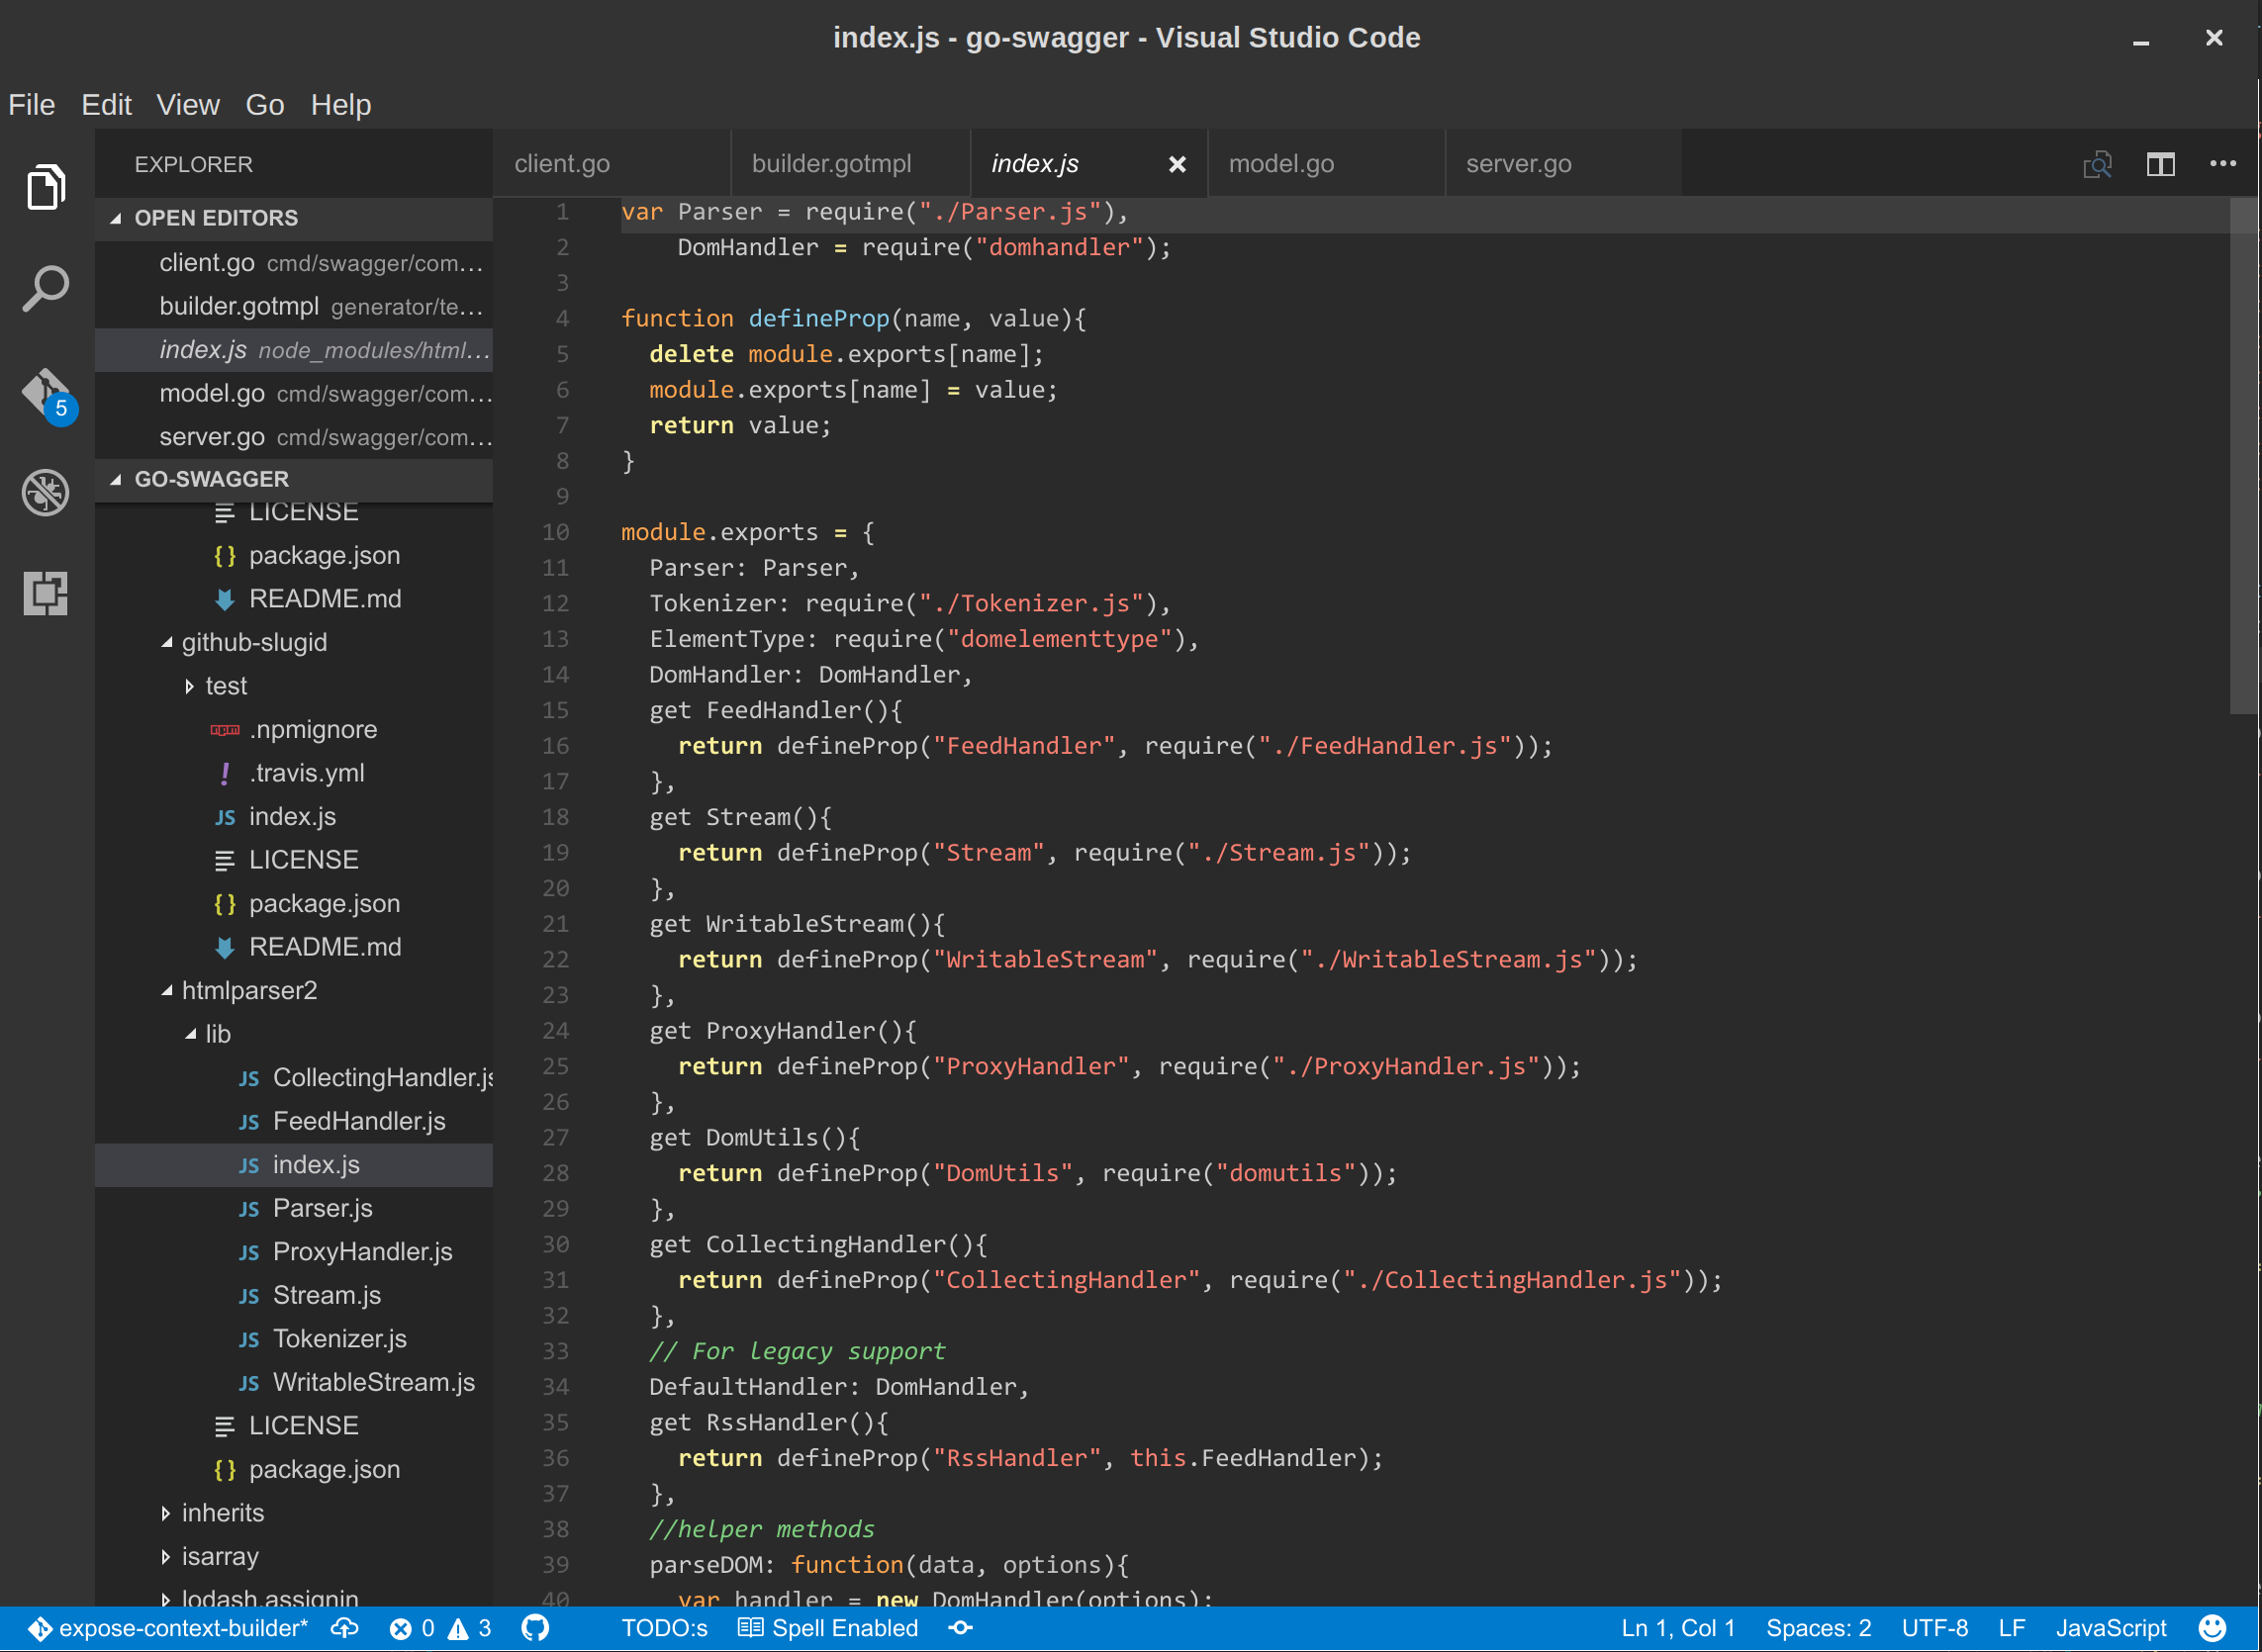 index.js - go-swagger - Visual Studio Code
File Edit View Go Help
EXPLORER
OPEN EDITORS
client.go cmd/swagger/com...
builder.gotmpl generator/te...
index.js node_modules/html...
model.go cmd/swagger/com...
server.go cmd/swagger/com...
GO-SWAGGER
LICENSE
{} package.json
README.md
github-slugid
test
npm .npmignore
! .travis.yml
JS index.js
LICENSE
{} package.json
README.md
htmlparser2
lib
JS CollectingHandler.js
JS FeedHandler.js
JS index.js
JS Parser.js
JS ProxyHandler.js
JS Stream.js
JS Tokenizer.js
JS WritableStream.js
LICENSE
{} package.json
inherits
isarray
lodash.assignin
5
client.go builder.gotmpl index.js model.go server.go
1 var Parser = require("./Parser.js"),
2     DomHandler = require("domhandler");
3
4 function defineProp(name, value){
5   delete module.exports[name];
6   module.exports[name] = value;
7   return value;
8 }
9
10 module.exports = {
11   Parser: Parser,
12   Tokenizer: require("./Tokenizer.js"),
13   ElementType: require("domelementtype"),
14   DomHandler: DomHandler,
15   get FeedHandler(){
16     return defineProp("FeedHandler", require("./FeedHandler.js"));
17   },
18   get Stream(){
19     return defineProp("Stream", require("./Stream.js"));
20   },
21   get WritableStream(){
22     return defineProp("WritableStream", require("./WritableStream.js"));
23   },
24   get ProxyHandler(){
25     return defineProp("ProxyHandler", require("./ProxyHandler.js"));
26   },
27   get DomUtils(){
28     return defineProp("DomUtils", require("domutils"));
29   },
30   get CollectingHandler(){
31     return defineProp("CollectingHandler", require("./CollectingHandler.js"));
32   },
33   // For legacy support
34   DefaultHandler: DomHandler,
35   get RssHandler(){
36     return defineProp("RssHandler", this.FeedHandler);
37   },
38   //helper methods
39   parseDOM: function(data, options){
40     var handler = new DomHandler(options);
expose-context-builder* 0 3 TODO:s Spell Enabled Ln 1, Col 1 Spaces: 2 UTF-8 LF JavaScript